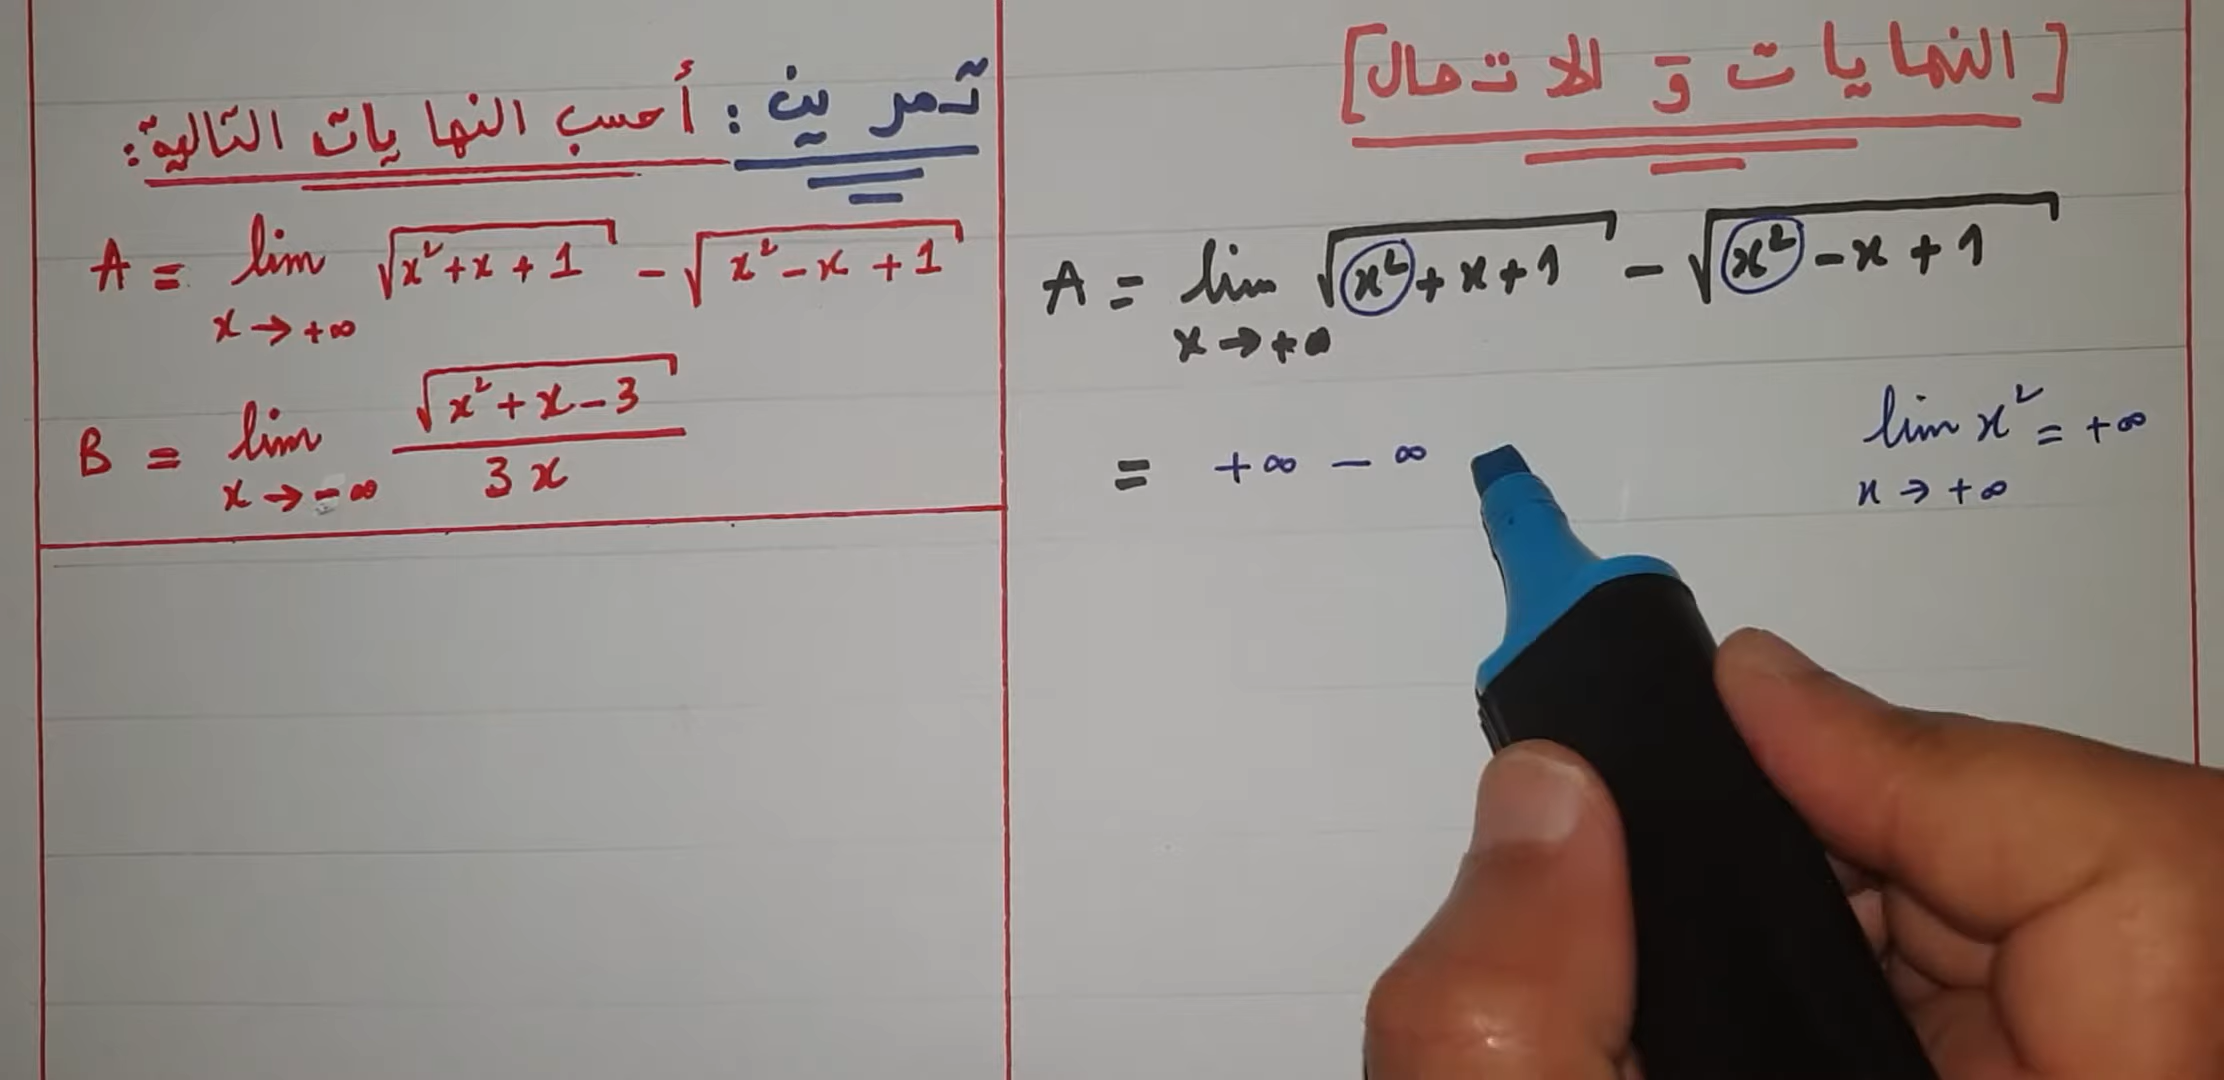 [النهايات و الاتصال]
تمرين : أحسب النهايات التالية:
A = lim √(x²+x+1) - √(x²-x+1)
x → +∞
B = lim √(x²+x-3) / 3x
x → -∞
A = lim √(x²+x+1) - √(x²-x+1)
x → +∞
= +∞ - ∞
lim x² = +∞
x → +∞